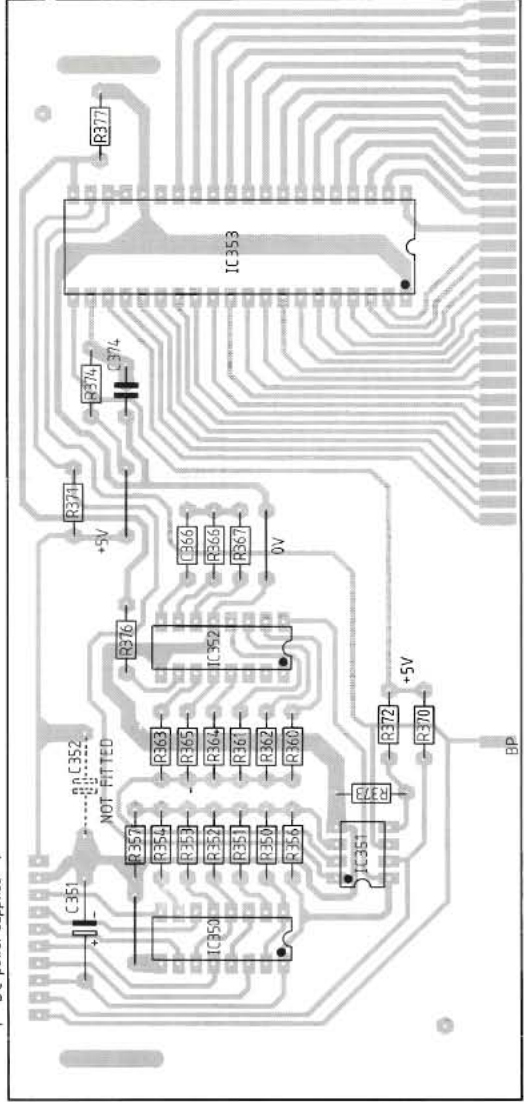 R377
IC353
R374
C374
R371
+5V
C366
R366
R367
0V
R376
IC352
C352
NOT FITTED
R363
R365
R364
R361
R362
R360
R372
R370
+5V
R373
R357
R354
R353
R352
R351
R350
R356
IC351
C351
+
-
IC350
BP